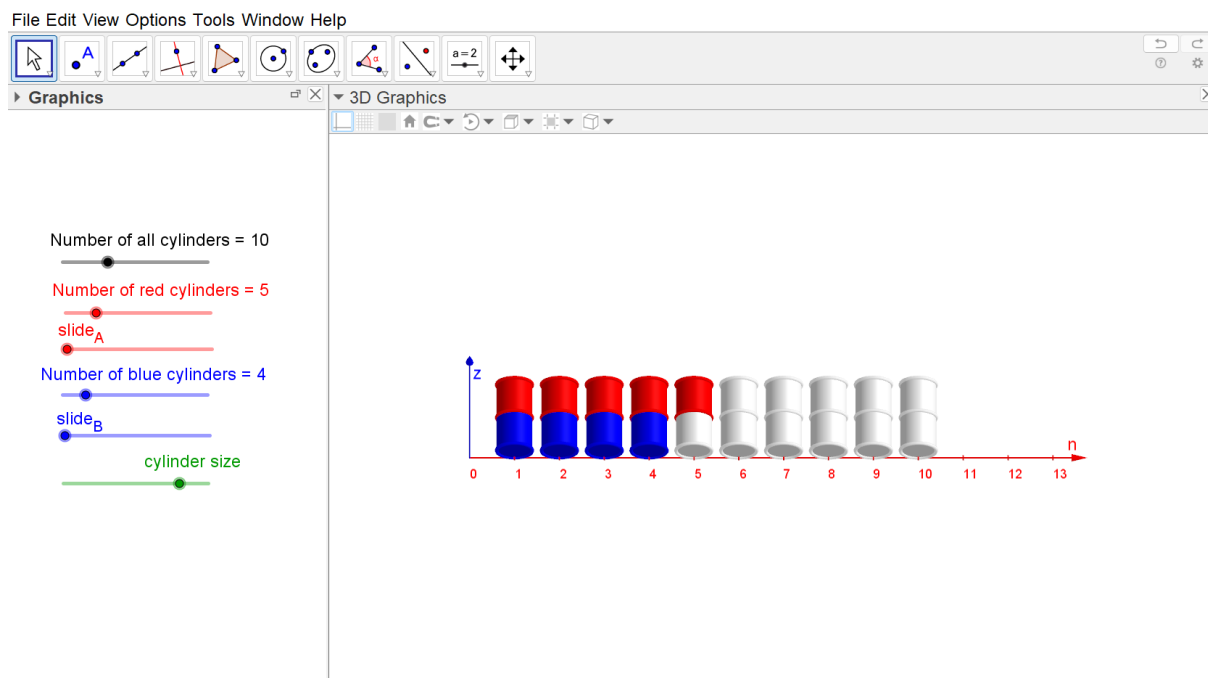 File Edit View Options Tools Window Help
A
α
a=2
Graphics
3D Graphics
Number of all cylinders = 10
Number of red cylinders = 5
slideA
Number of blue cylinders = 4
slideB
cylinder size
z
n
0 1 2 3 4 5 6 7 8 9 10 11 12 13